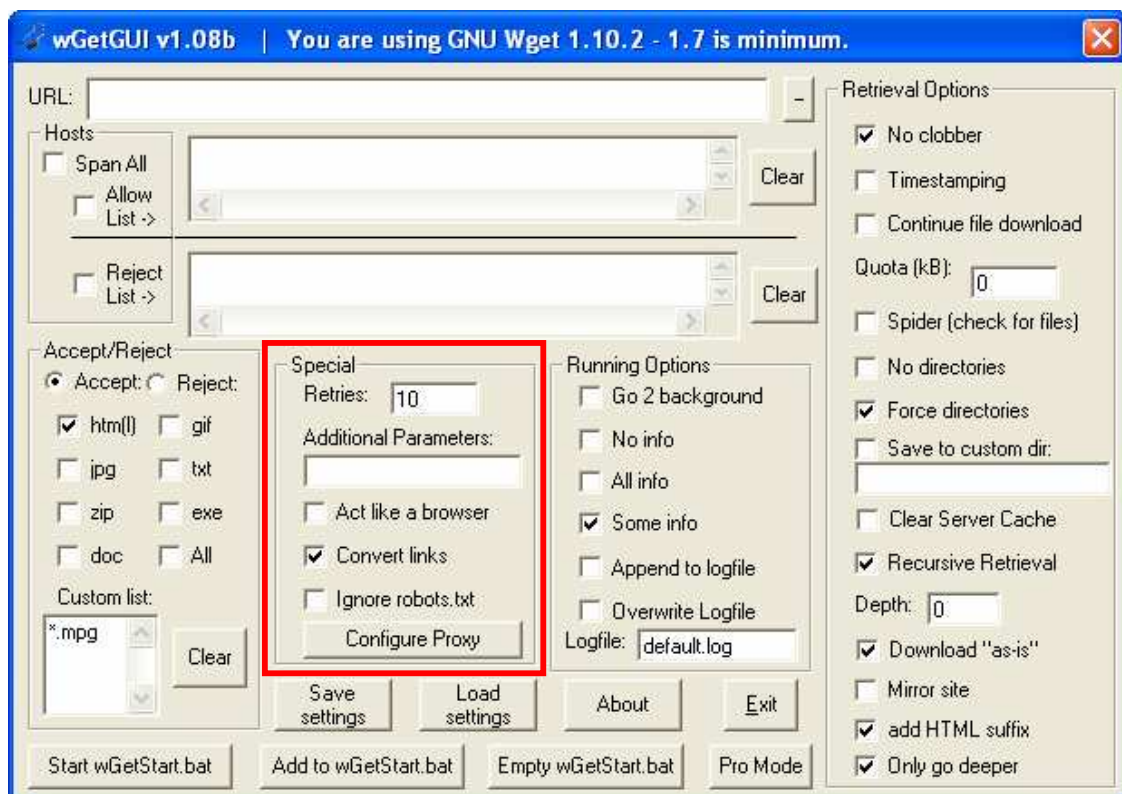 wGetGUI v1.08b | You are using GNU Wget 1.10.2 - 1.7 is minimum.
URL:
-
Hosts
Span All
Allow
List ->
Clear
Reject
List ->
Clear
Accept/Reject
Accept: Reject:
htm(l) gif
jpg txt
zip exe
doc All
Custom list:
*.mpg
Clear
Special
Retries: 10
Additional Parameters:
Act like a browser
Convert links
Ignore robots.txt
Configure Proxy
Running Options
Go 2 background
No info
All info
Some info
Append to logfile
Overwrite Logfile
Logfile: default.log
Save
settings
Load
settings
About
Exit
Start wGetStart.bat
Add to wGetStart.bat
Empty wGetStart.bat
Pro Mode
Retrieval Options
No clobber
Timestamping
Continue file download
Quota (kB): 0
Spider (check for files)
No directories
Force directories
Save to custom dir:
Clear Server Cache
Recursive Retrieval
Depth: 0
Download "as-is"
Mirror site
add HTML suffix
Only go deeper